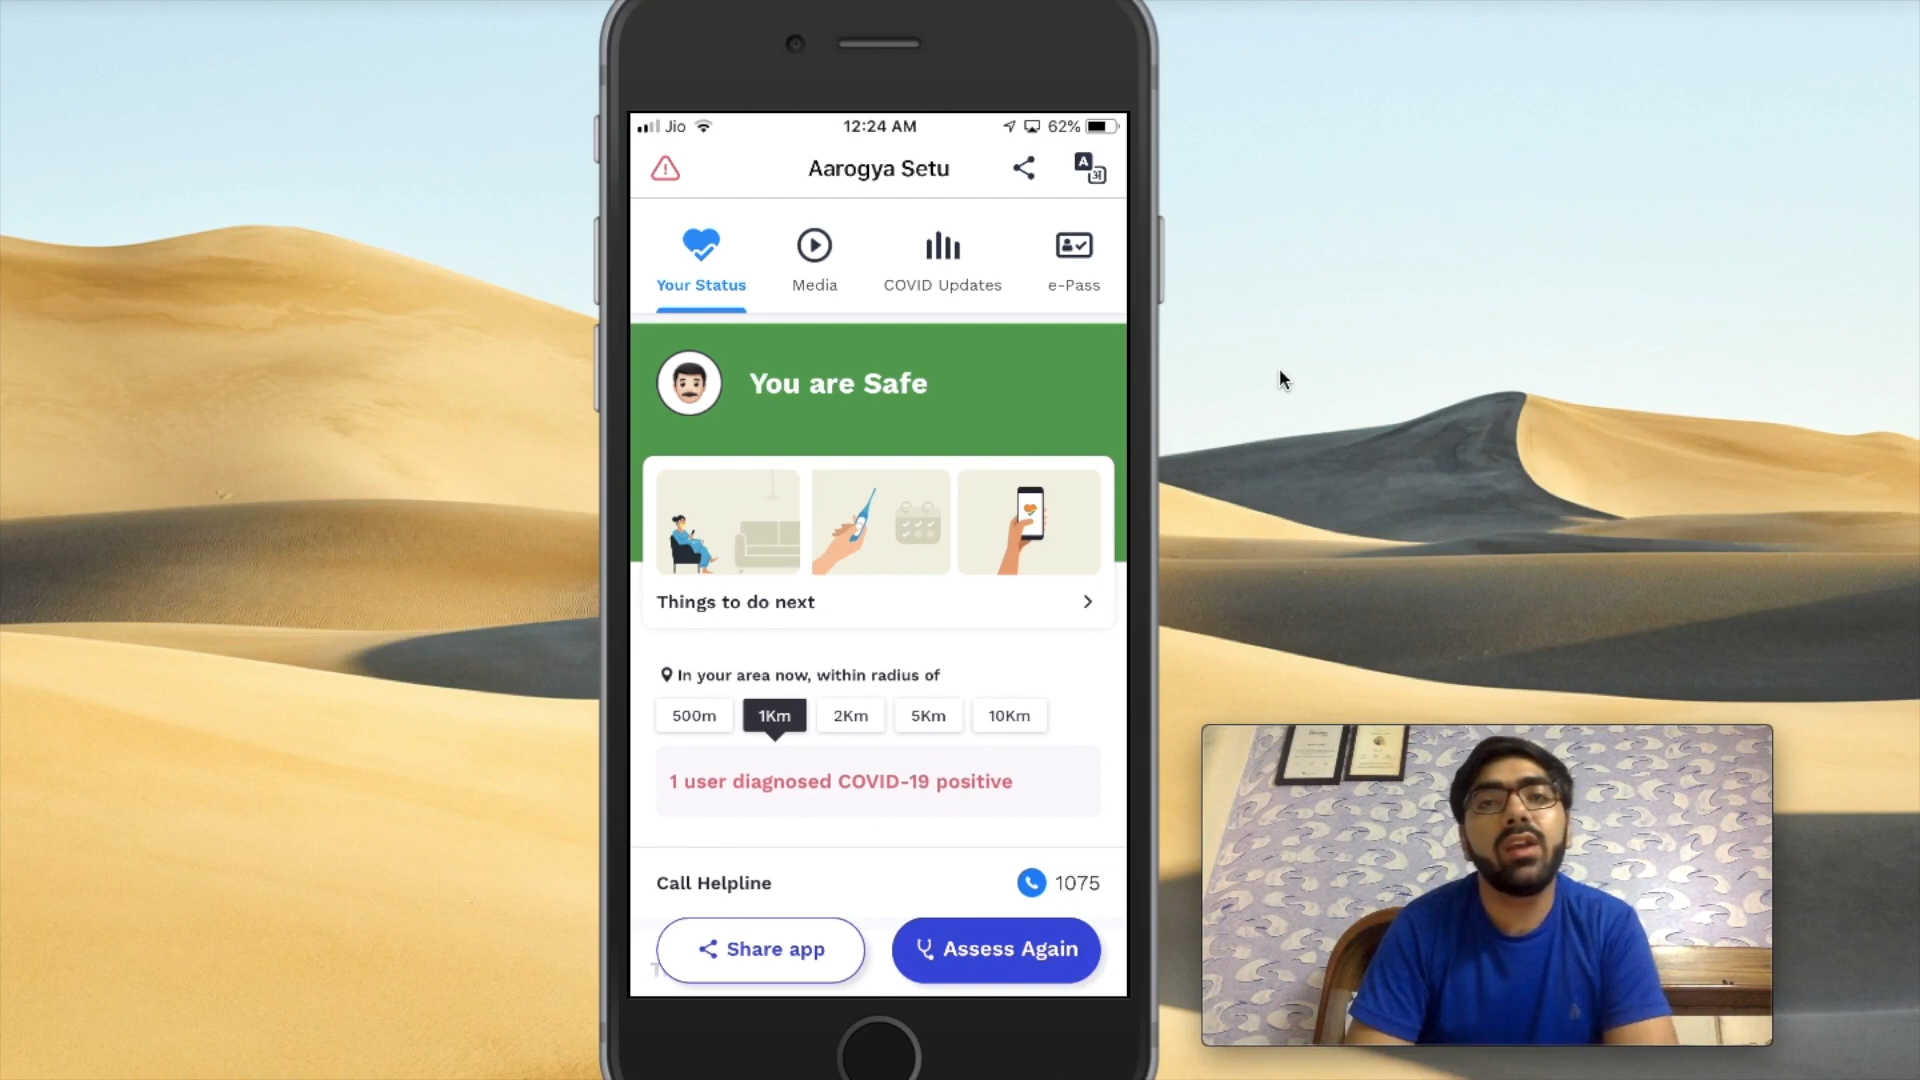 Jio 12:24 AM 62%
Aarogya Setu
A अ
Your Status Media COVID Updates e-Pass
You are Safe
Things to do next
In your area now, within radius of
500m 1Km 2Km 5Km 10Km
1 user diagnosed COVID-19 positive
Call Helpline 1075
Share app Assess Again